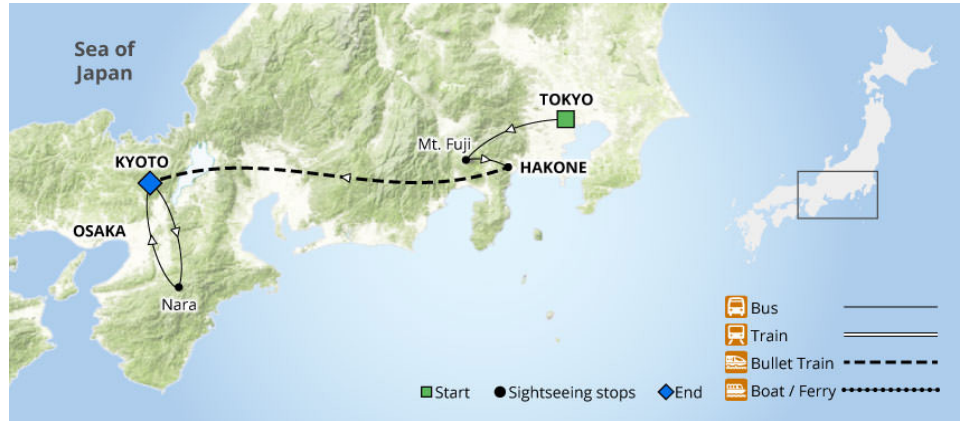 Sea of
Japan
TOKYO
Mt. Fuji
HAKONE
KYOTO
OSAKA
Nara
Bus
Train
Bullet Train
Boat / Ferry
Start
Sightseeing stops
End